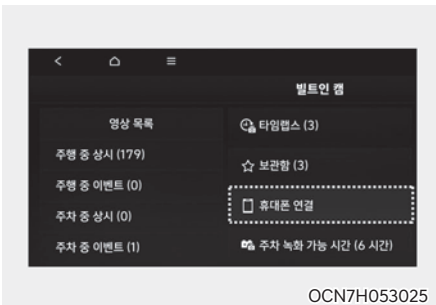 빌트인 캠
영상 목록
주행 중 상시 (179)
주행 중 이벤트 (0)
주차 중 상시 (0)
주차 중 이벤트 (1)
타임랩스 (3)
보관함 (3)
휴대폰 연결
주차 녹화 가능 시간 (6 시간)
OCN7H053025